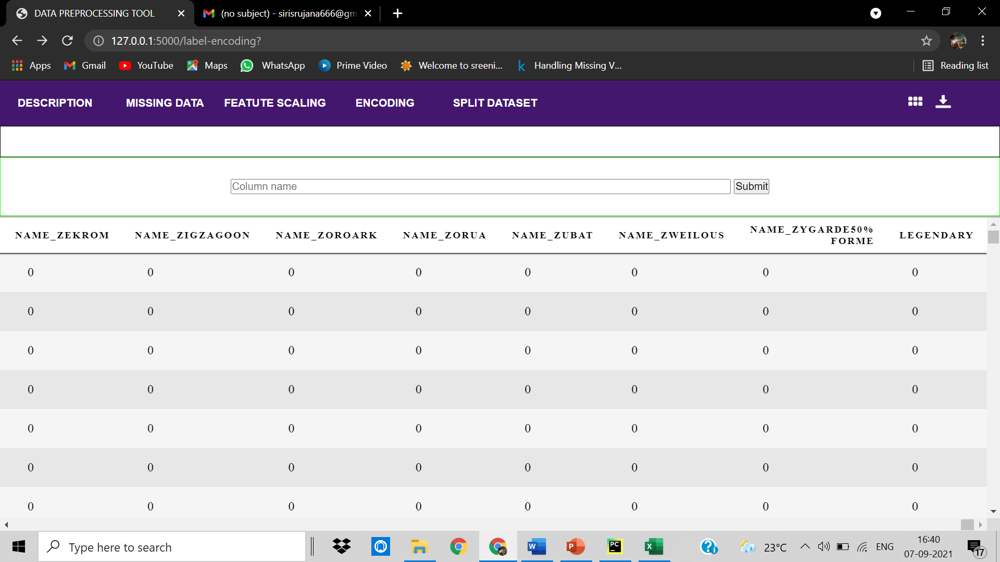 DATA PREPROCESSING TOOL
(no subject) - sirisrujana666@gm
127.0.0.1:5000/label-encoding?
Apps Gmail YouTube Maps WhatsApp Prime Video Welcome to sreeni... Handling Missing V... Reading list
DESCRIPTION MISSING DATA FEATUTE SCALING ENCODING SPLIT DATASET
Column name Submit
NAME_ZEKROM NAME_ZIGZAGOON NAME_ZOROARK NAME_ZORUA NAME_ZUBAT NAME_ZWEILOUS NAME_ZYGARDE50% FORME LEGENDARY
0 0 0 0 0 0 0 0
0 0 0 0 0 0 0 0
0 0 0 0 0 0 0 0
0 0 0 0 0 0 0 0
0 0 0 0 0 0 0 0
0 0 0 0 0 0 0 0
0 0 0 0 0 0 0 0
Type here to search 23°C ENG 16:40
07-09-2021 17